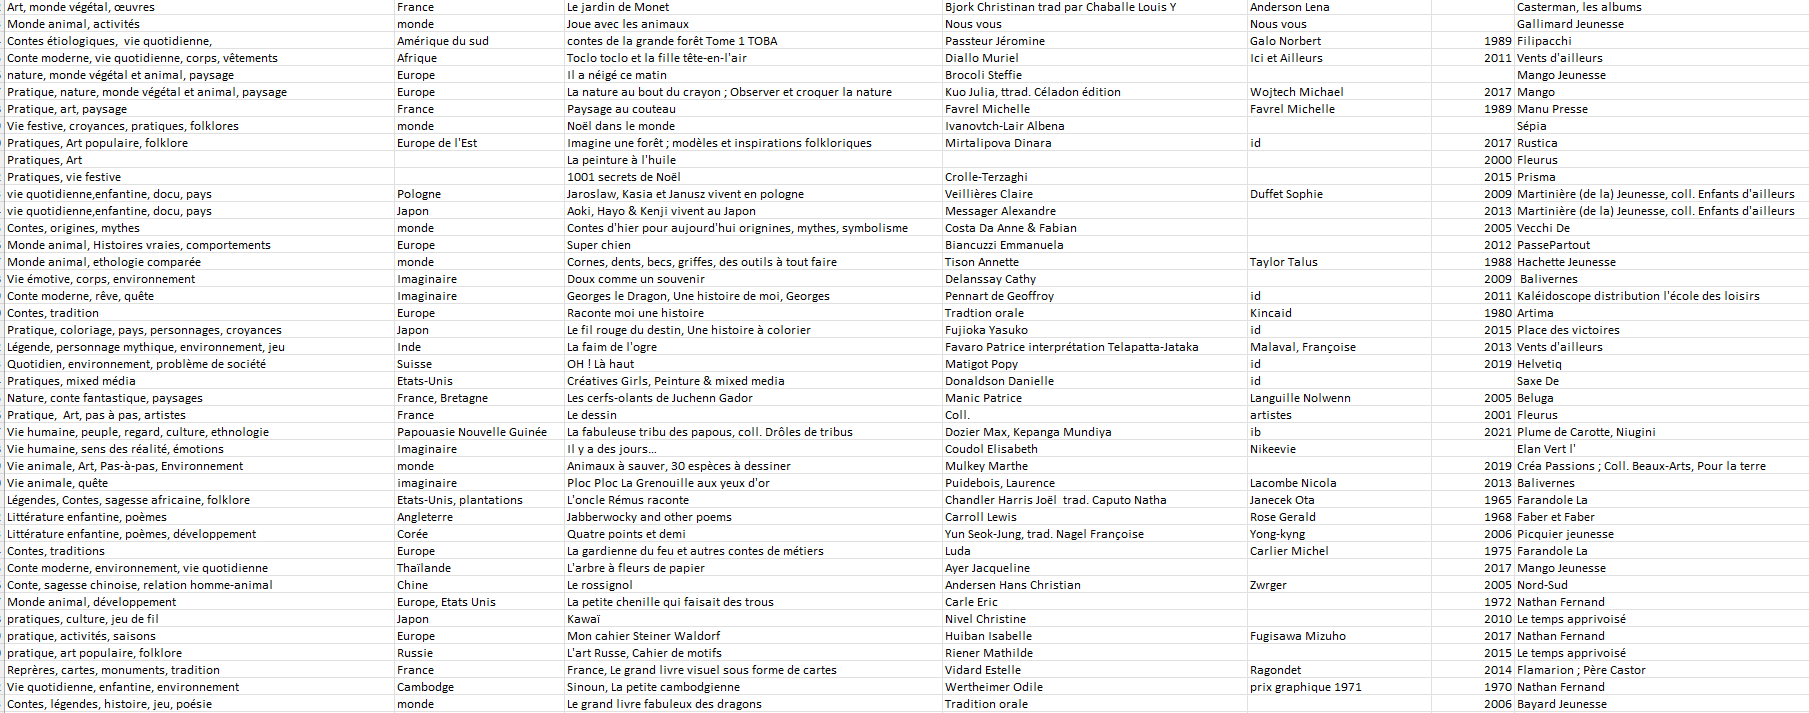 Art, monde végétal, œuvres France Le jardin de Monet Bjork Christinan trad par Chaballe Louis Y Anderson Lena Casterman, les albums
Monde animal, activités monde Joue avec les animaux Nous vous Nous vous Gallimard Jeunesse
Contes étiologiques,  vie quotidienne, Amérique du sud contes de la grande forêt Tome 1 TOBA Passteur Jéromine Galo Norbert 1989 Filipacchi
Conte moderne, vie quotidienne, corps, vêtements Afrique Toclo toclo et la fille tête-en-l'air Diallo Muriel Ici et Ailleurs 2011 Vents d'ailleurs
nature, monde végétal et animal, paysage Europe Il a néigé ce matin Brocoli Steffie Mango Jeunesse
Pratique, nature, monde végétal et animal, paysage Europe La nature au bout du crayon ; Observer et croquer la nature Kuo Julia, ttrad. Céladon édition Wojtech Michael 2017 Mango
Pratique, art, paysage France Paysage au couteau Favrel Michelle Favrel Michelle 1989 Manu Presse
Vie festive, croyances, pratiques, folklores monde Noël dans le monde Ivanovtch-Lair Albena Sépia
Pratiques, Art populaire, folklore Europe de l'Est Imagine une forêt ; modèles et inspirations folkloriques Mirtalipova Dinara id 2017 Rustica
Pratiques, Art La peinture à l'huile 2000 Fleurus
Pratiques, vie festive 1001 secrets de Noël Crolle-Terzaghi 2015 Prisma
vie quotidienne,enfantine, docu, pays Pologne Jaroslaw, Kasia et Janusz vivent en pologne Veillières Claire Duffet Sophie 2009 Martinière (de la) Jeunesse, coll. Enfants d'ailleurs
vie quotidienne,enfantine, docu, pays Japon Aoki, Hayo & Kenji vivent au Japon Messager Alexandre 2013 Martinière (de la) Jeunesse, coll. Enfants d'ailleurs
Contes, origines, mythes monde Contes d'hier pour aujourd'hui orignines, mythes, symbolisme Costa Da Anne & Fabian 2005 Vecchi De
Monde animal, Histoires vraies, comportements Europe Super chien Biancuzzi Emmanuela 2012 PassePartout
Monde animal, ethologie comparée monde Cornes, dents, becs, griffes, des outils à tout faire Tison Annette Taylor Talus 1988 Hachette Jeunesse
Vie émotive, corps, environnement Imaginaire Doux comme un souvenir Delanssay Cathy 2009 Balivernes
Conte moderne, rêve, quête Imaginaire Georges le Dragon, Une histoire de moi, Georges Pennart de Geoffroy id 2011 Kaléidoscope distribution l'école des loisirs
Contes, tradition Europe Raconte moi une histoire Tradtion orale Kincaid 1980 Artima
Pratique, coloriage, pays, personnages, croyances Japon Le fil rouge du destin, Une histoire à colorier Fujioka Yasuko id 2015 Place des victoires
Légende, personnage mythique, environnement, jeu Inde La faim de l'ogre Favaro Patrice interprétation Telapatta-Jataka Malaval, Françoise 2013 Vents d'ailleurs
Quotidien, environnement, problème de société Suisse OH ! Là haut Matigot Popy id 2019 Helvetiq
Pratiques, mixed média Etats-Unis Créatives Girls, Peinture & mixed media Donaldson Danielle id Saxe De
Nature, conte fantastique, paysages France, Bretagne Les cerfs-olants de Juchenn Gador Manic Patrice Languille Nolwenn 2005 Beluga
Pratique,  Art, pas à pas, artistes France Le dessin Coll. artistes 2001 Fleurus
Vie humaine, peuple, regard, culture, ethnologie Papouasie Nouvelle Guinée La fabuleuse tribu des papous, coll. Drôles de tribus Dozier Max, Kepanga Mundiya ib 2021 Plume de Carotte, Niugini
Vie humaine, sens des réalité, émotions Imaginaire Il y a des jours… Coudol Elisabeth Nikeevie Elan Vert l'
Vie animale, Art, Pas-à-pas, Environnement monde Animaux à sauver, 30 espèces à dessiner Mulkey Marthe 2019 Créa Passions ; Coll. Beaux-Arts, Pour la terre
Vie animale, quête imaginaire Ploc Ploc La Grenouille aux yeux d'or Puidebois, Laurence Lacombe Nicola 2013 Balivernes
Légendes, Contes, sagesse africaine, folklore Etats-Unis, plantations L'oncle Rémus raconte Chandler Harris Joël  trad. Caputo Natha Janecek Ota 1965 Farandole La
Littérature enfantine, poèmes Angleterre Jabberwocky and other poems Carroll Lewis Rose Gerald 1968 Faber et Faber
Littérature enfantine, poèmes, développement Corée Quatre points et demi Yun Seok-Jung, trad. Nagel Françoise Yong-kyng 2006 Picquier jeunesse
Contes, traditions Europe La gardienne du feu et autres contes de métiers Luda Carlier Michel 1975 Farandole La
Conte moderne, environnement, vie quotidienne Thaïlande L'arbre à fleurs de papier Ayer Jacqueline 2017 Mango Jeunesse
Conte, sagesse chinoise, relation homme-animal Chine Le rossignol Andersen Hans Christian Zwrger 2005 Nord-Sud
Monde animal, développement Europe, Etats Unis La petite chenille qui faisait des trous Carle Eric 1972 Nathan Fernand
pratiques, culture, jeu de fil Japon Kawaï Nivel Christine 2010 Le temps apprivoisé
pratique, activités, saisons Europe Mon cahier Steiner Waldorf Huiban Isabelle Fugisawa Mizuho 2017 Nathan Fernand
pratique, art populaire, folklore Russie L'art Russe, Cahier de motifs Riener Mathilde 2015 Le temps apprivoisé
Reprères, cartes, monuments, tradition France France, Le grand livre visuel sous forme de cartes Vidard Estelle Ragondet 2014 Flamarion ; Père Castor
Vie quotidienne, enfantine, environnement Cambodge Sinoun, La petite cambodgienne Wertheimer Odile prix graphique 1971 1970 Nathan Fernand
Contes, légendes, histoire, jeu, poésie monde Le grand livre fabuleux des dragons Tradition orale 2006 Bayard Jeunesse